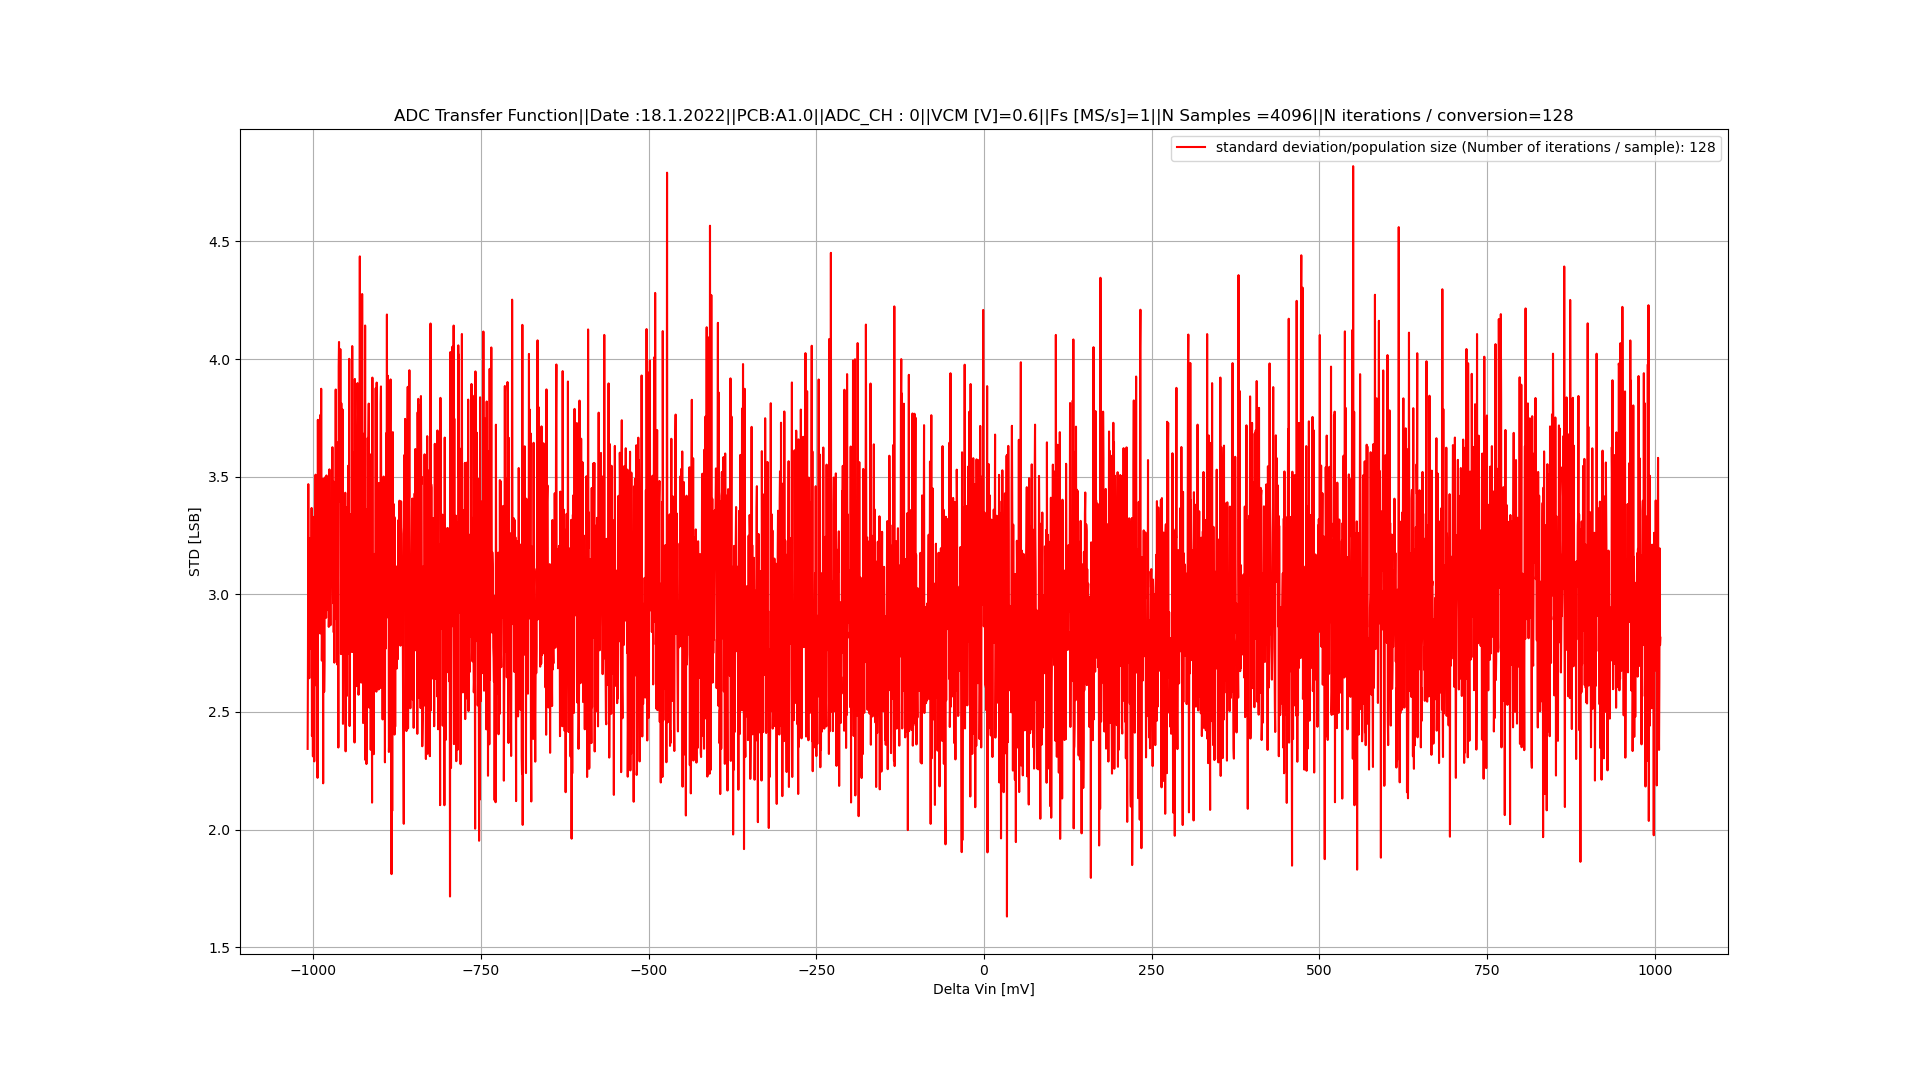 ADC Transfer Function||Date :18.1.2022||PCB:A1.0||ADC_CH : 0||VCM [V]=0.6||Fs [MS/s]=1||N Samples =4096||N iterations / conversion=128
standard deviation/population size (Number of iterations / sample): 128
4.5
4.0
3.5
3.0
2.5
2.0
1.5
STD [LSB]
−1000 −750 −500 −250 0 250 500 750 1000
Delta Vin [mV]